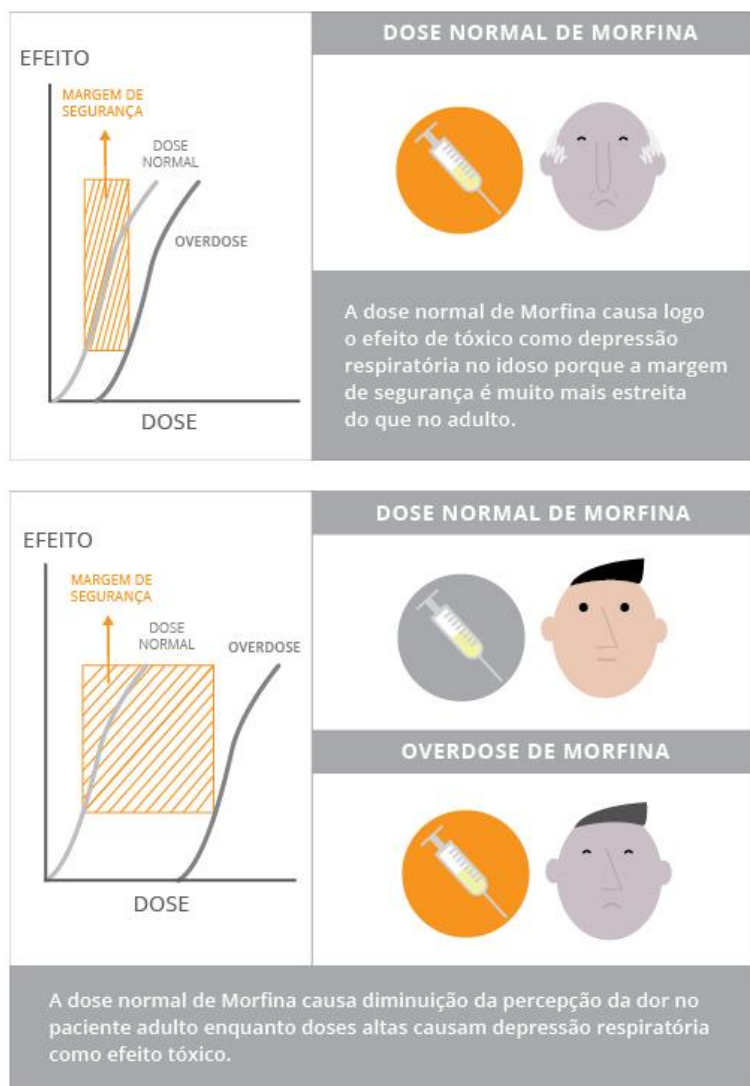 EFEITO
MARGEM DE
SEGURANÇA
DOSE
NORMAL
OVERDOSE
DOSE
DOSE NORMAL DE MORFINA
A dose normal de Morfina causa logo
o efeito de tóxico como depressão
respiratória no idoso porque a margem
de segurança é muito mais estreita
do que no adulto.
EFEITO
MARGEM DE
SEGURANÇA
DOSE
NORMAL
OVERDOSE
DOSE
DOSE NORMAL DE MORFINA
OVERDOSE DE MORFINA
A dose normal de Morfina causa diminuição da percepção da dor no
paciente adulto enquanto doses altas causam depressão respiratória
como efeito tóxico.